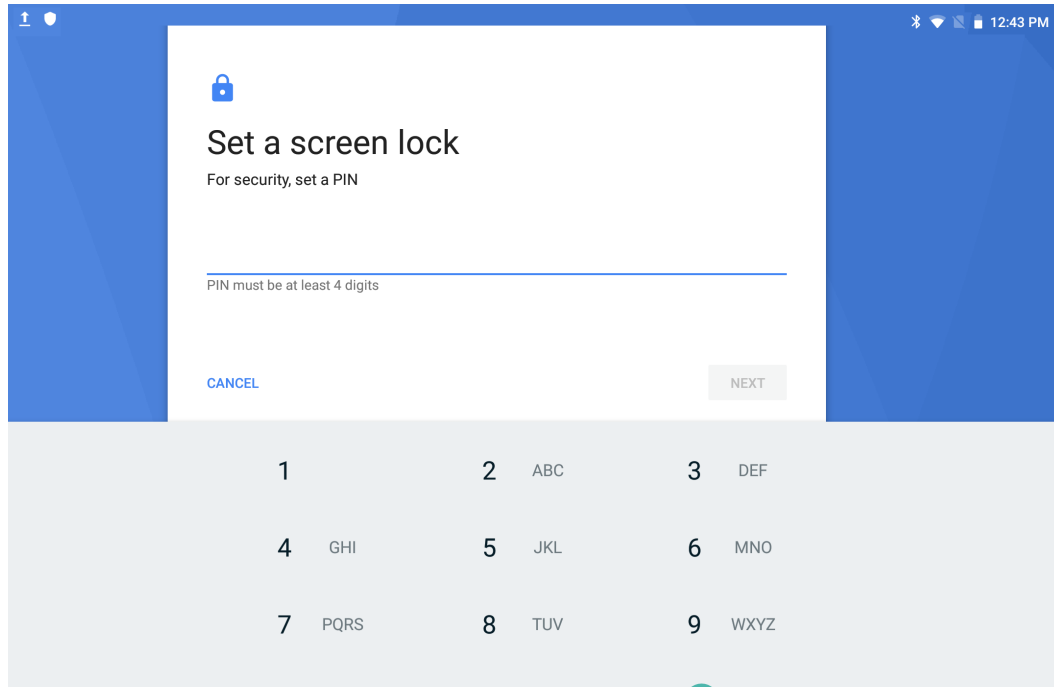 12:43 PM
Set a screen lock
For security, set a PIN
PIN must be at least 4 digits
CANCEL NEXT
1 2 ABC 3 DEF
4 GHI 5 JKL 6 MNO
7 PQRS 8 TUV 9 WXYZ